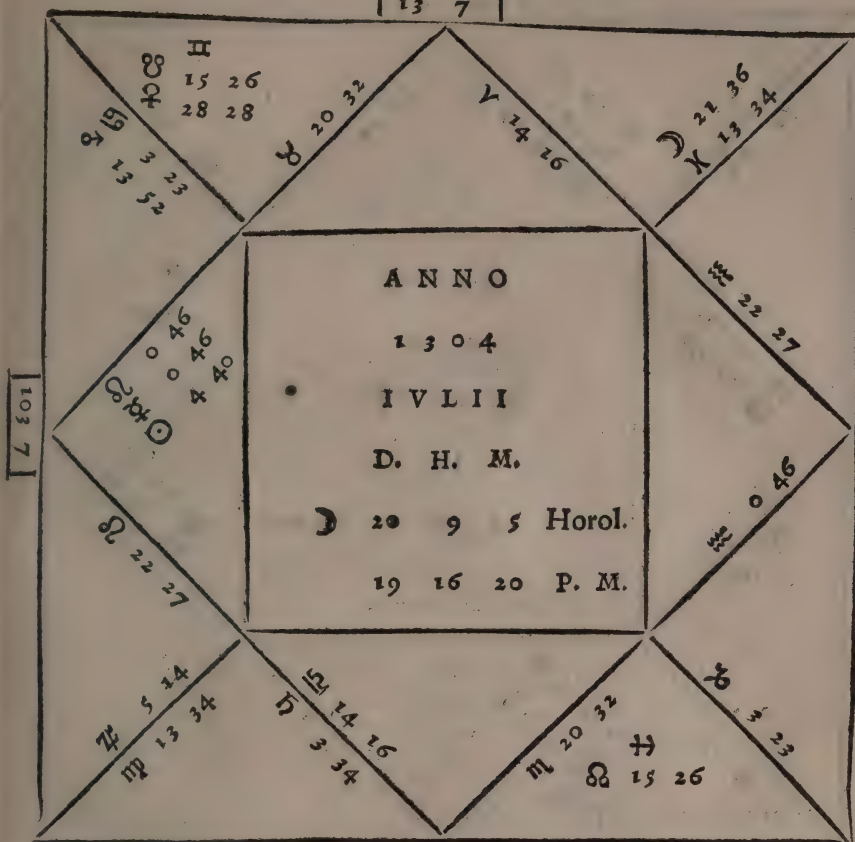 13 7
♊
☋ 15 26
♀ 28 28
♉ 20 32
♈ 14 16
☽ 21 36
♓ 13 34
♋ 3 23
♂ 13 52
♒ 22 27
ANNO
1304
IVLII
D. H. M.
☽ 20 9 5 Horol.
19 16 20 P. M.
♌ 0 46
☿ 0 46
☉ 4 40
103 7
♒ 0 46
♌ 22 27
♃ 5 14
♍ 13 34
♎ 14 16
♄ 3 34
♏ 20 32
♐
☊ 15 26
♑ 3 23